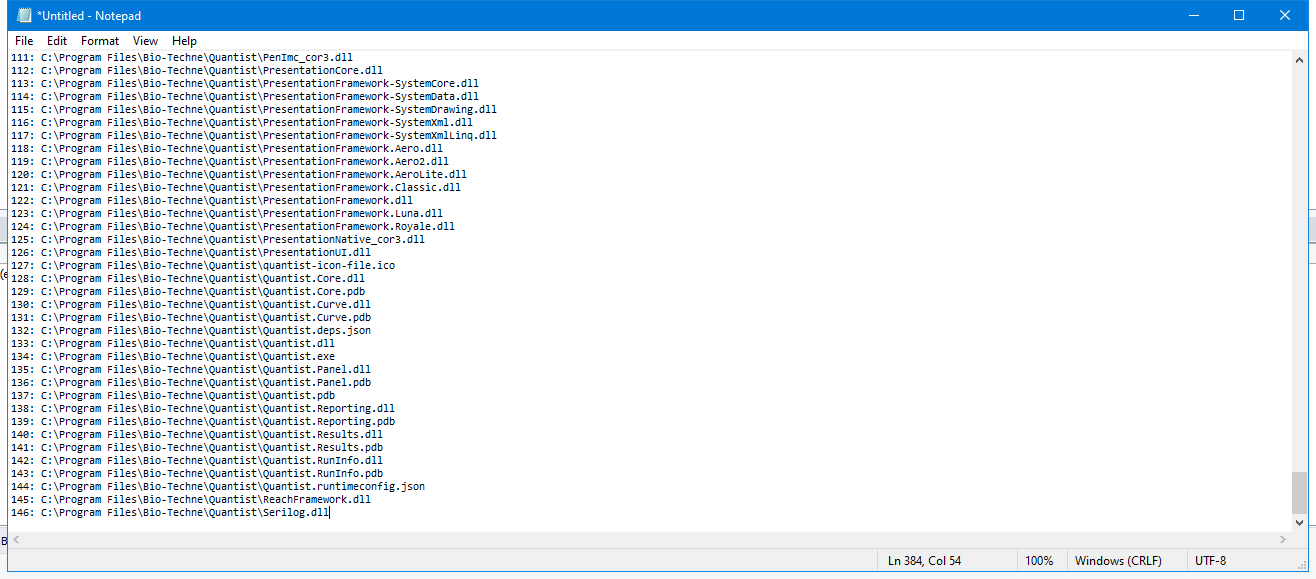 *Untitled - Notepad
File Edit Format View Help
111: C:\Program Files\Bio-Techne\Quantist\PenImc_cor3.dll
112: C:\Program Files\Bio-Techne\Quantist\PresentationCore.dll
113: C:\Program Files\Bio-Techne\Quantist\PresentationFramework-SystemCore.dll
114: C:\Program Files\Bio-Techne\Quantist\PresentationFramework-SystemData.dll
115: C:\Program Files\Bio-Techne\Quantist\PresentationFramework-SystemDrawing.dll
116: C:\Program Files\Bio-Techne\Quantist\PresentationFramework-SystemXml.dll
117: C:\Program Files\Bio-Techne\Quantist\PresentationFramework-SystemXmlLinq.dll
118: C:\Program Files\Bio-Techne\Quantist\PresentationFramework.Aero.dll
119: C:\Program Files\Bio-Techne\Quantist\PresentationFramework.Aero2.dll
120: C:\Program Files\Bio-Techne\Quantist\PresentationFramework.AeroLite.dll
121: C:\Program Files\Bio-Techne\Quantist\PresentationFramework.Classic.dll
122: C:\Program Files\Bio-Techne\Quantist\PresentationFramework.dll
123: C:\Program Files\Bio-Techne\Quantist\PresentationFramework.Luna.dll
124: C:\Program Files\Bio-Techne\Quantist\PresentationFramework.Royale.dll
125: C:\Program Files\Bio-Techne\Quantist\PresentationNative_cor3.dll
126: C:\Program Files\Bio-Techne\Quantist\PresentationUI.dll
127: C:\Program Files\Bio-Techne\Quantist\quantist-icon-file.ico
128: C:\Program Files\Bio-Techne\Quantist\Quantist.Core.dll
129: C:\Program Files\Bio-Techne\Quantist\Quantist.Core.pdb
130: C:\Program Files\Bio-Techne\Quantist\Quantist.Curve.dll
131: C:\Program Files\Bio-Techne\Quantist\Quantist.Curve.pdb
132: C:\Program Files\Bio-Techne\Quantist\Quantist.deps.json
133: C:\Program Files\Bio-Techne\Quantist\Quantist.dll
134: C:\Program Files\Bio-Techne\Quantist\Quantist.exe
135: C:\Program Files\Bio-Techne\Quantist\Quantist.Panel.dll
136: C:\Program Files\Bio-Techne\Quantist\Quantist.Panel.pdb
137: C:\Program Files\Bio-Techne\Quantist\Quantist.pdb
138: C:\Program Files\Bio-Techne\Quantist\Quantist.Reporting.dll
139: C:\Program Files\Bio-Techne\Quantist\Quantist.Reporting.pdb
140: C:\Program Files\Bio-Techne\Quantist\Quantist.Results.dll
141: C:\Program Files\Bio-Techne\Quantist\Quantist.Results.pdb
142: C:\Program Files\Bio-Techne\Quantist\Quantist.RunInfo.dll
143: C:\Program Files\Bio-Techne\Quantist\Quantist.RunInfo.pdb
144: C:\Program Files\Bio-Techne\Quantist\Quantist.runtimeconfig.json
145: C:\Program Files\Bio-Techne\Quantist\ReachFramework.dll
146: C:\Program Files\Bio-Techne\Quantist\Serilog.dll
Ln 384, Col 54 100% Windows (CRLF) UTF-8